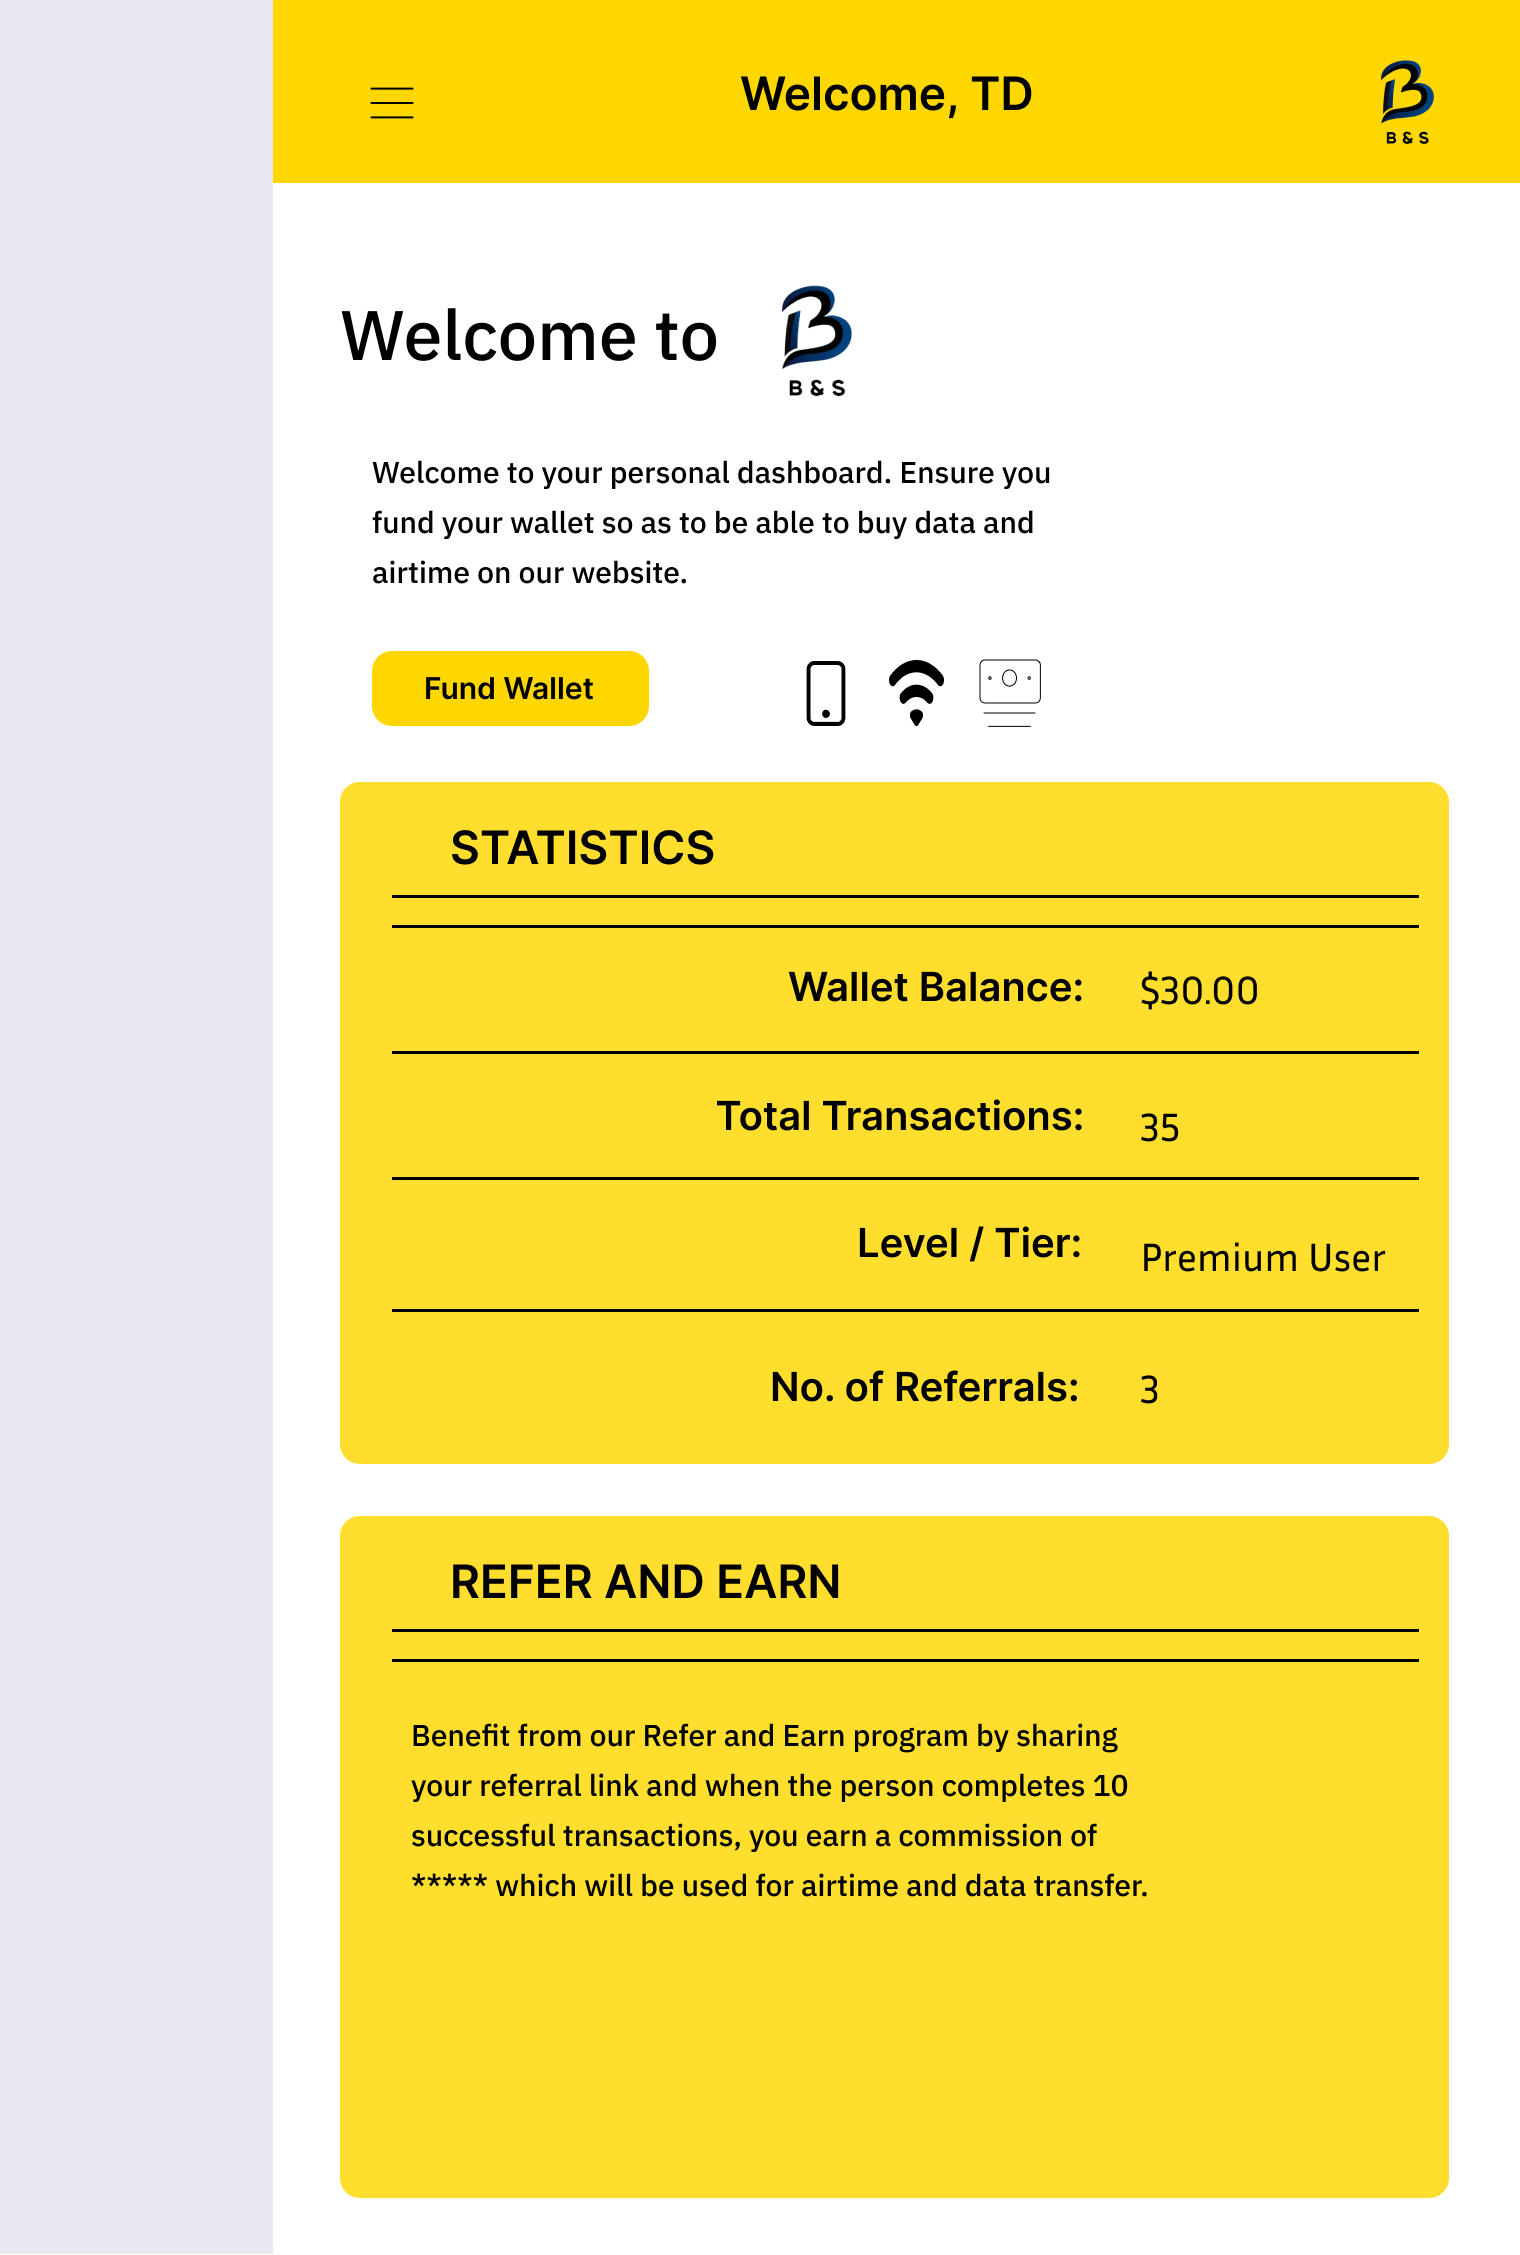 Welcome, TD
B & S
Welcome to
B & S
Welcome to your personal dashboard. Ensure you
fund your wallet so as to be able to buy data and
airtime on our website.
Fund Wallet
STATISTICS
Wallet Balance: $30.00
Total Transactions: 35
Level / Tier: Premium User
No. of Referrals: 3
REFER AND EARN
Benefit from our Refer and Earn program by sharing
your referral link and when the person completes 10
successful transactions, you earn a commission of
***** which will be used for airtime and data transfer.